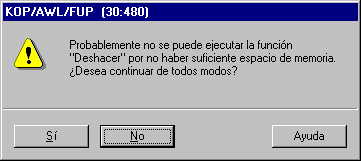 KOP/AWL/FUP  (30:480)
Probablemente no se puede ejecutar la función
"Deshacer" por no haber suficiente espacio de memoria.
¿Desea continuar de todos modos?
Sí
No
Ayuda